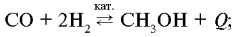 CO + 2H₂ кат. ⇄ CH₃OH + Q;